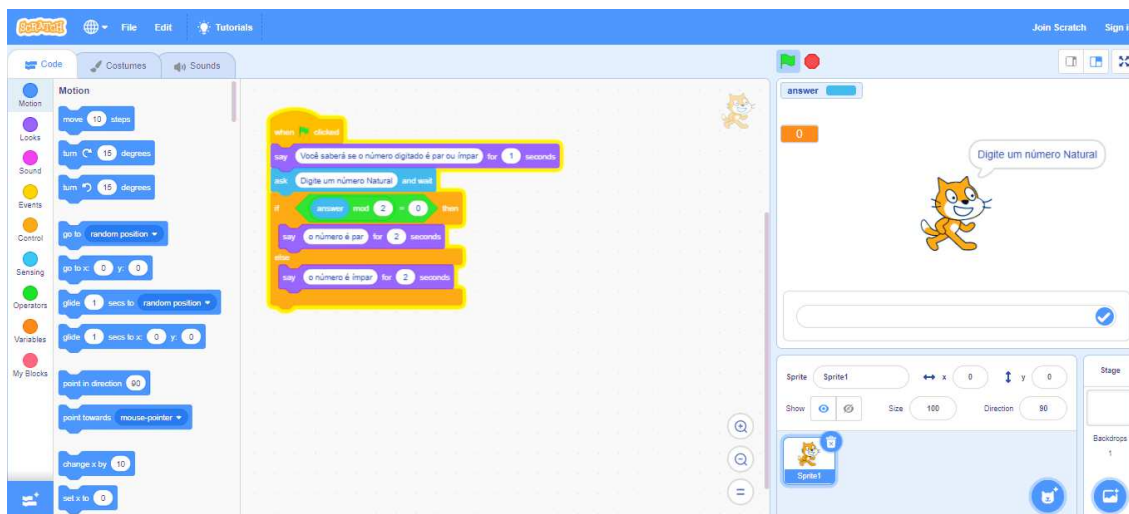 SCRATCH File Edit Tutorials Join Scratch Sign i
Code Costumes Sounds
Motion
Looks
Sound
Events
Control
Sensing
Operators
Variables
My Blocks
Motion
move 10 steps
turn 15 degrees
turn 15 degrees
go to random position
go to x: 0 y: 0
glide 1 secs to random position
glide 1 secs to x: 0 y: 0
point in direction 90
point towards mouse-pointer
change x by 10
set x to 0
when clicked
say Você saberá se o número digitado é par ou ímpar for 1 seconds
ask Digite um número Natural and wait
if answer mod 2 = 0 then
say o número é par for 2 seconds
else
say o número é ímpar for 2 seconds
answer
0
Digite um número Natural
Sprite Sprite1 x 0 y 0
Show Size 100 Direction 90
Sprite1
Stage
Backdrops
1